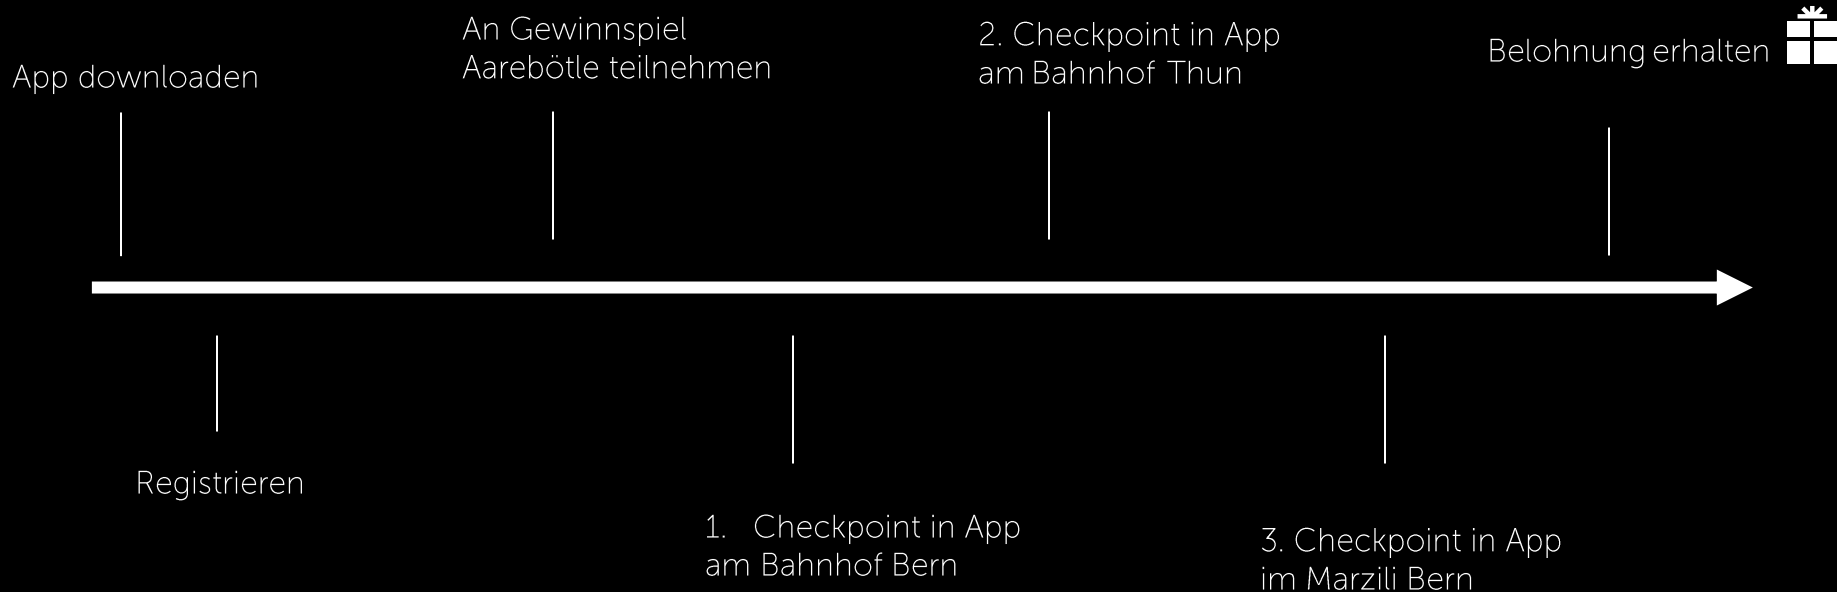 App downloaden
An Gewinnspiel
Aarebötle teilnehmen
2. Checkpoint in App
am Bahnhof Thun
Belohnung erhalten
Registrieren
1. Checkpoint in App
am Bahnhof Bern
3. Checkpoint in App
im Marzili Bern